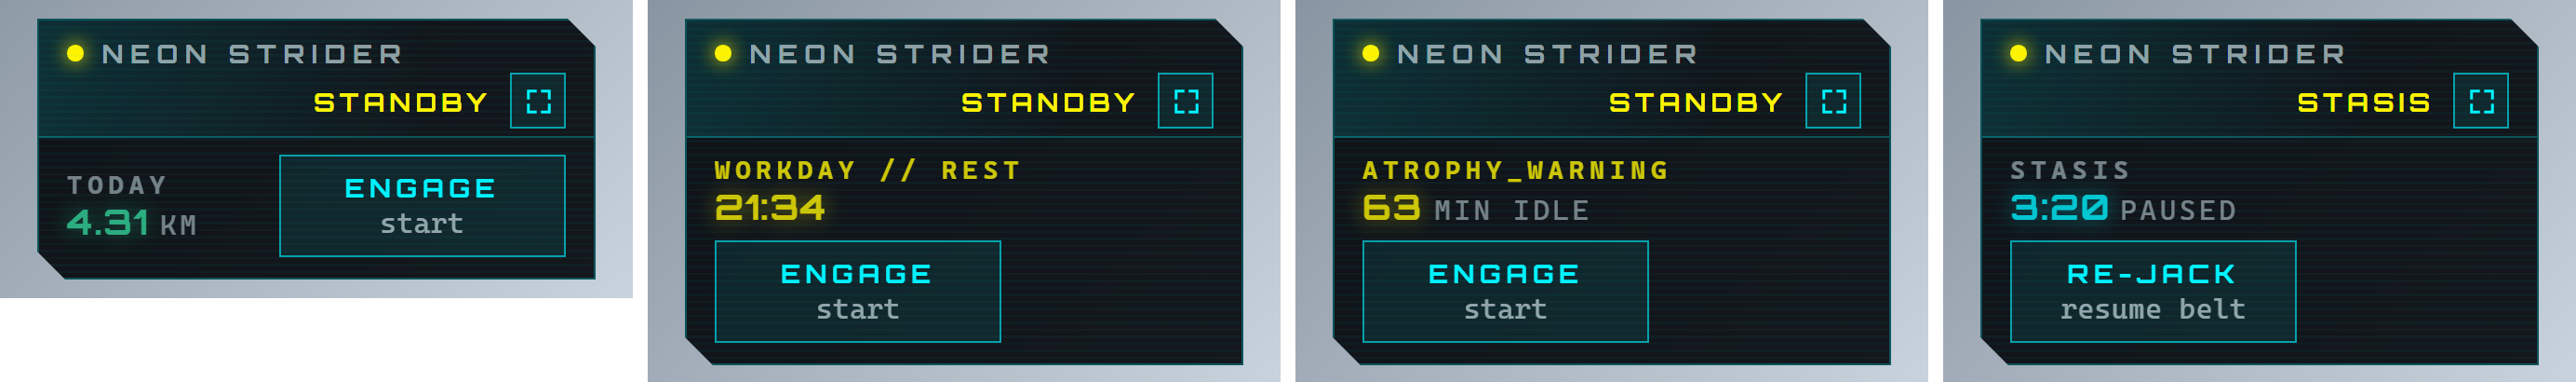 NEON STRIDER
STANDBY
TODAY
4.31 KM
ENGAGE
start
NEON STRIDER
STANDBY
WORKDAY // REST
21:34
ENGAGE
start
NEON STRIDER
STANDBY
ATROPHY_WARNING
63 MIN IDLE
ENGAGE
start
NEON STRIDER
STASIS
STASIS
3:20 PAUSED
RE-JACK
resume belt